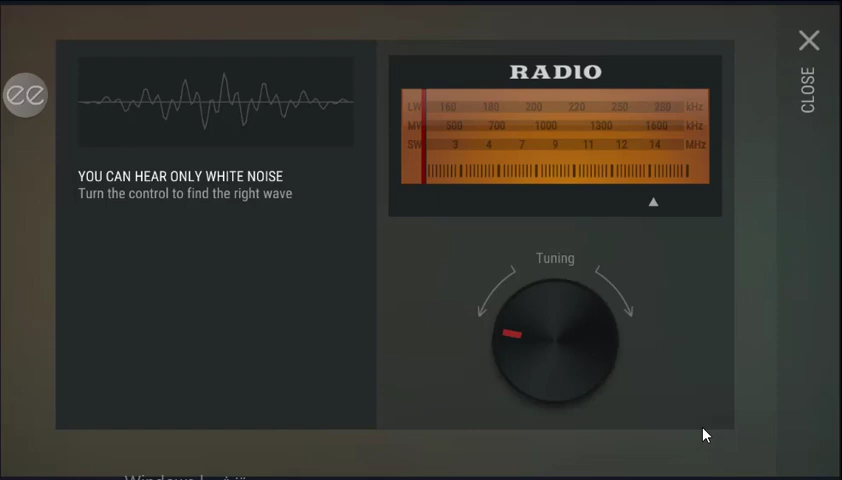 ee
CLOSE
YOU CAN HEAR ONLY WHITE NOISE
Turn the control to find the right wave
RADIO
LW 160 180 200 220 250 280 kHz
MV 500 700 1000 1300 1600 kHz
SW 3 4 7 9 11 12 14 MHz
Tuning